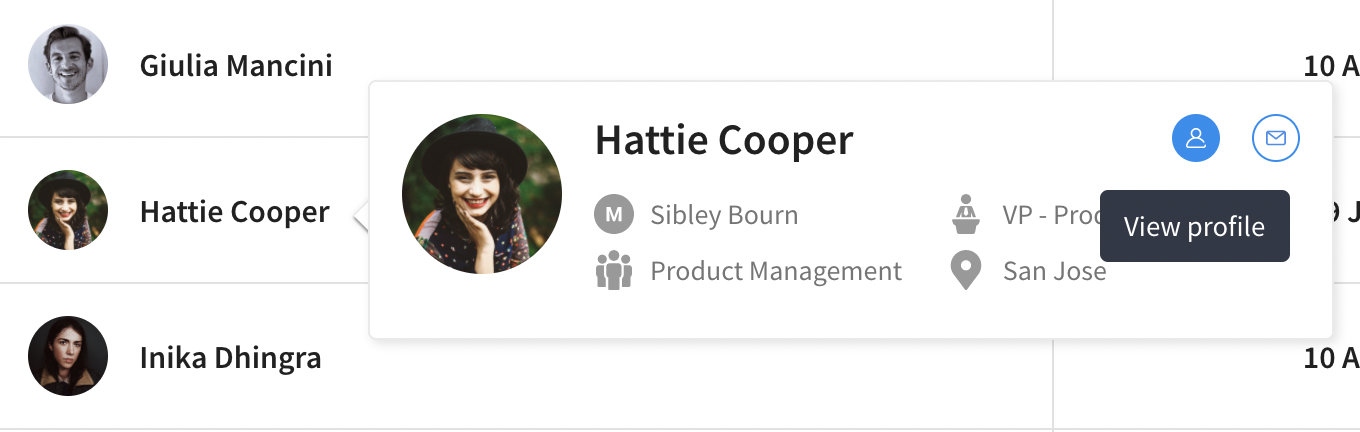 Giulia Mancini
10 A
Hattie Cooper
Hattie Cooper
M Sibley Bourn
VP - Prod
View profile
Product Management
San Jose
9 J
Inika Dhingra
10 A